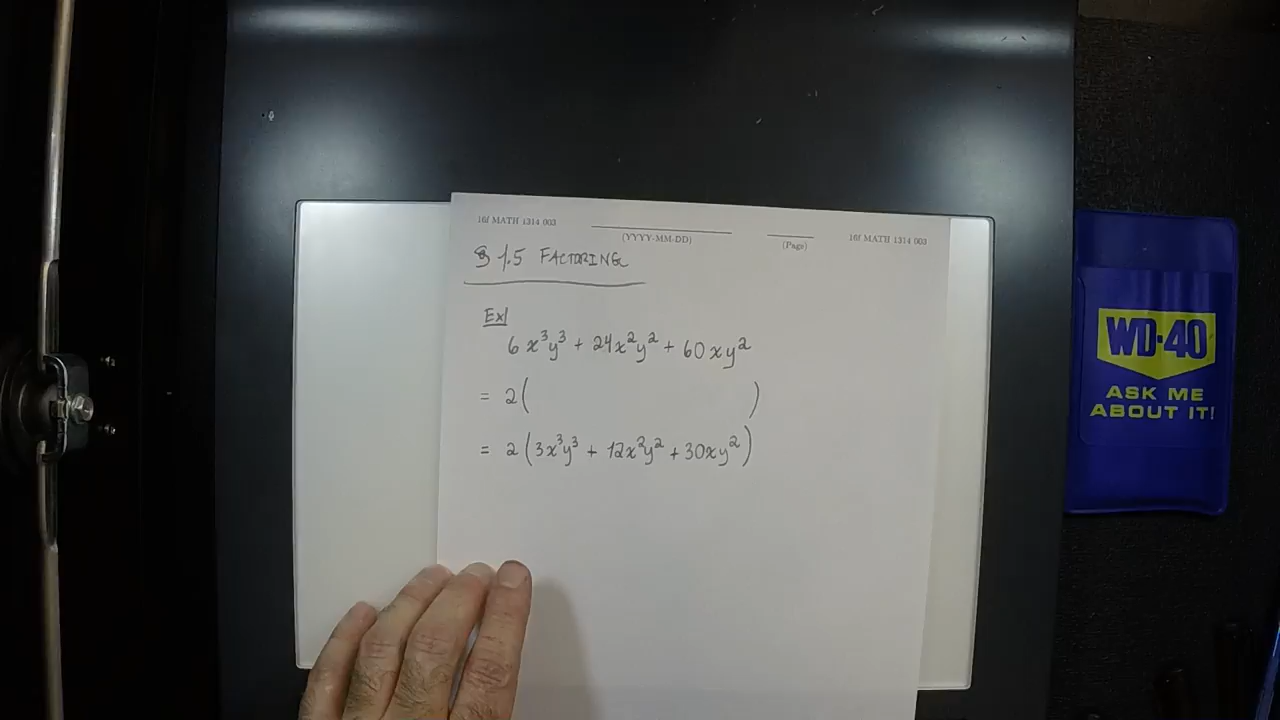 16f MATH 1314 003
(YYYY-MM-DD)
(Page)
16f MATH 1314 003
§ 1.5 FACTORING
Ex1
6x³y³ + 24x²y² + 60xy²
= 2(                    )
= 2(3x³y³ + 12x²y² + 30xy²)
WD-40
ASK ME
ABOUT IT!